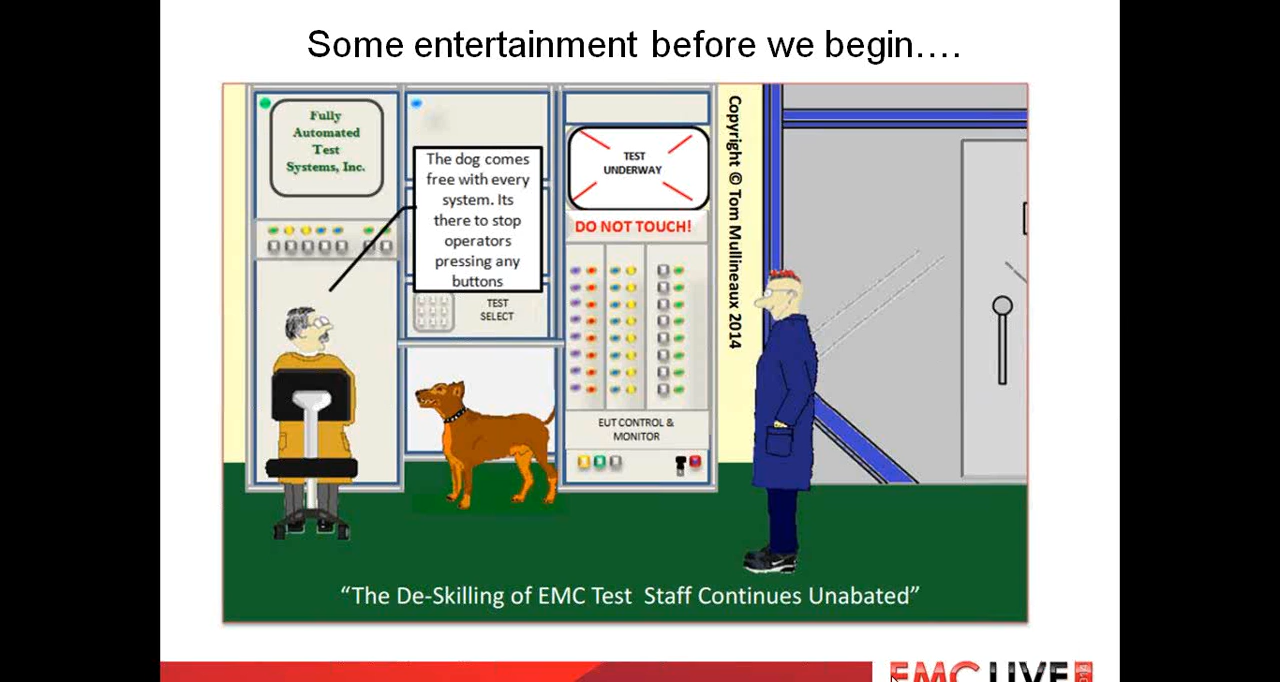 Some entertainment before we begin….
Fully
Automated
Test
Systems, Inc.
The dog comes
free with every
system. Its
there to stop
operators
pressing any
buttons
TEST
SELECT
TEST
UNDERWAY
DO NOT TOUCH!
EUT CONTROL &
MONITOR
Copyright © Tom Mullineaux 2014
“The De-Skilling of EMC Test Staff Continues Unabated”
EMC LIVE